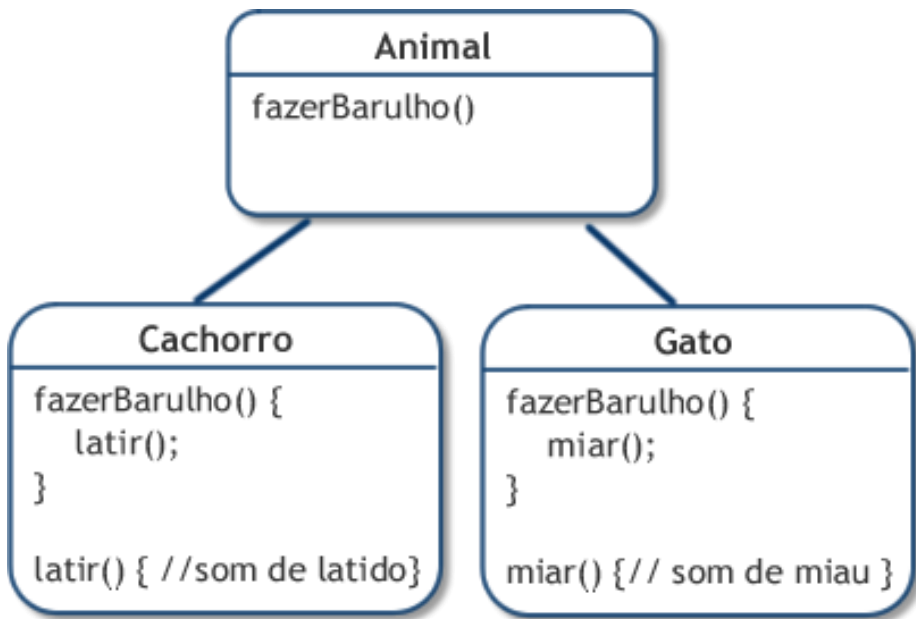 Animal
fazerBarulho()
Cachorro
fazerBarulho() {
latir();
}
latir() { //som de latido}
Gato
fazerBarulho() {
miar();
}
miar() {// som de miau }